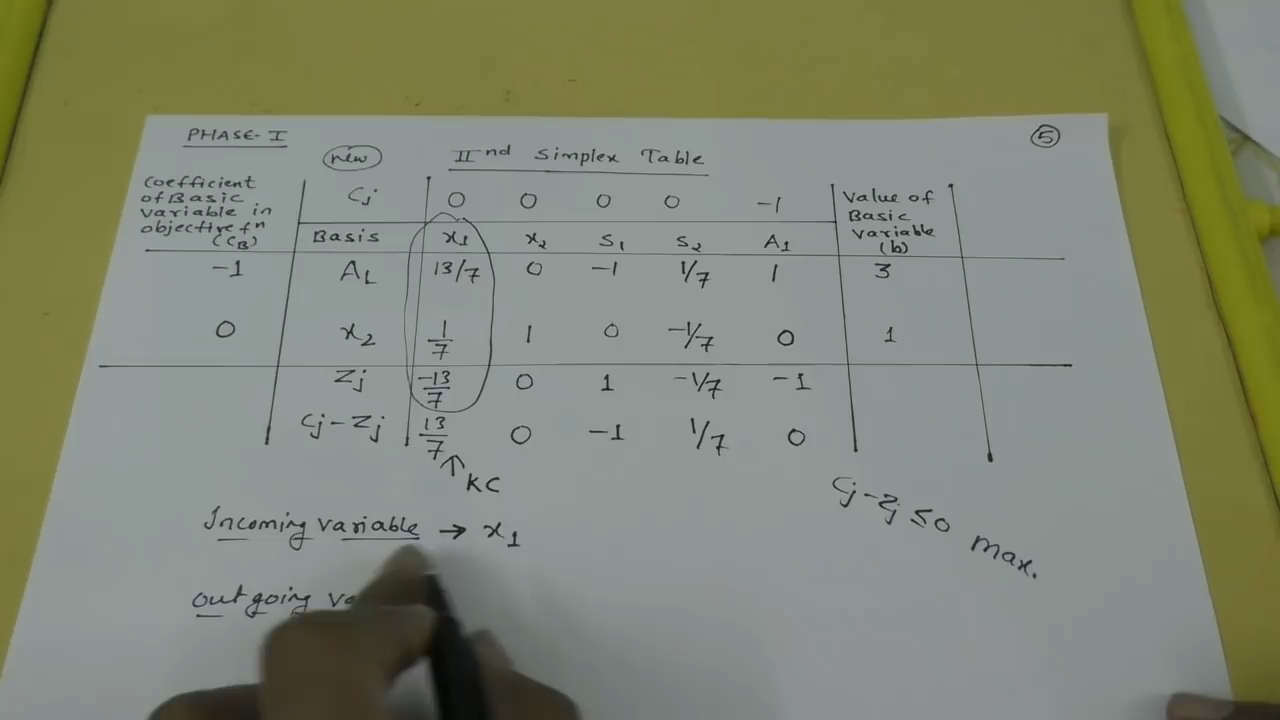 PHASE-I
5
new
IInd Simplex Table
Coefficient of Basic variable in objective fn (CB) | Cj | 0 | 0 | 0 | 0 | -1 | Value of Basic Variable (b)
Basis | x1 | x2 | S1 | S2 | A1
-1 | A1 | 13/7 | 0 | -1 | 1/7 | 1 | 3
0 | x2 | 1/7 | 1 | 0 | -1/7 | 0 | 1
Zj | -13/7 | 0 | 1 | -1/7 | -1
Cj-Zj | 13/7 | 0 | -1 | 1/7 | 0
↑ KC
Cj-Zj ≤0 max.
Incoming variable → x1
outgoing va